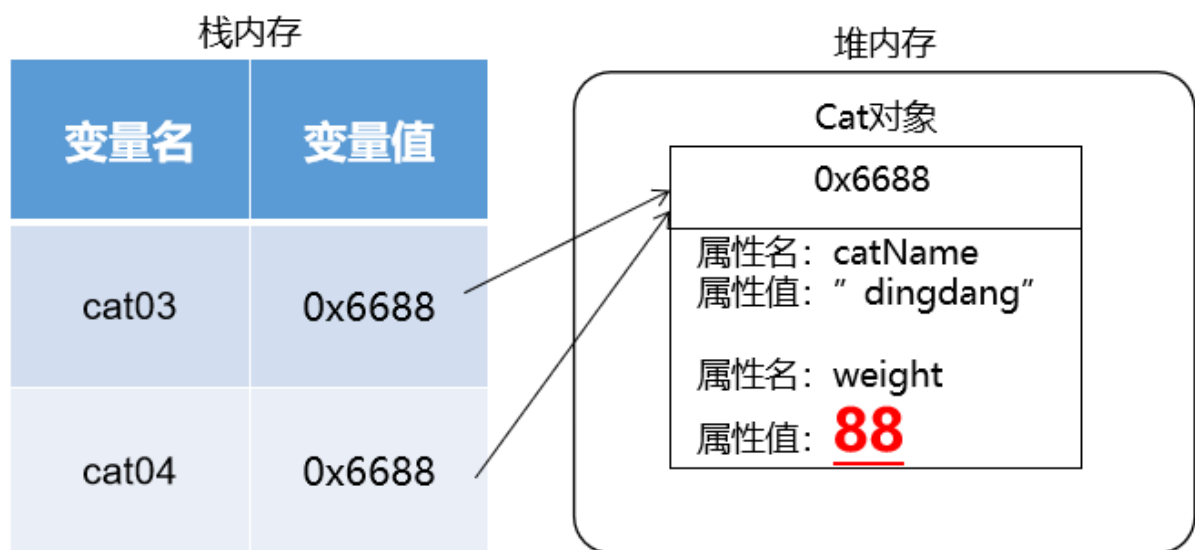 栈内存
变量名 变量值
cat03 0x6688
cat04 0x6688
堆内存
Cat对象
0x6688
属性名：catName
属性值：”dingdang”
属性名：weight
属性值：88